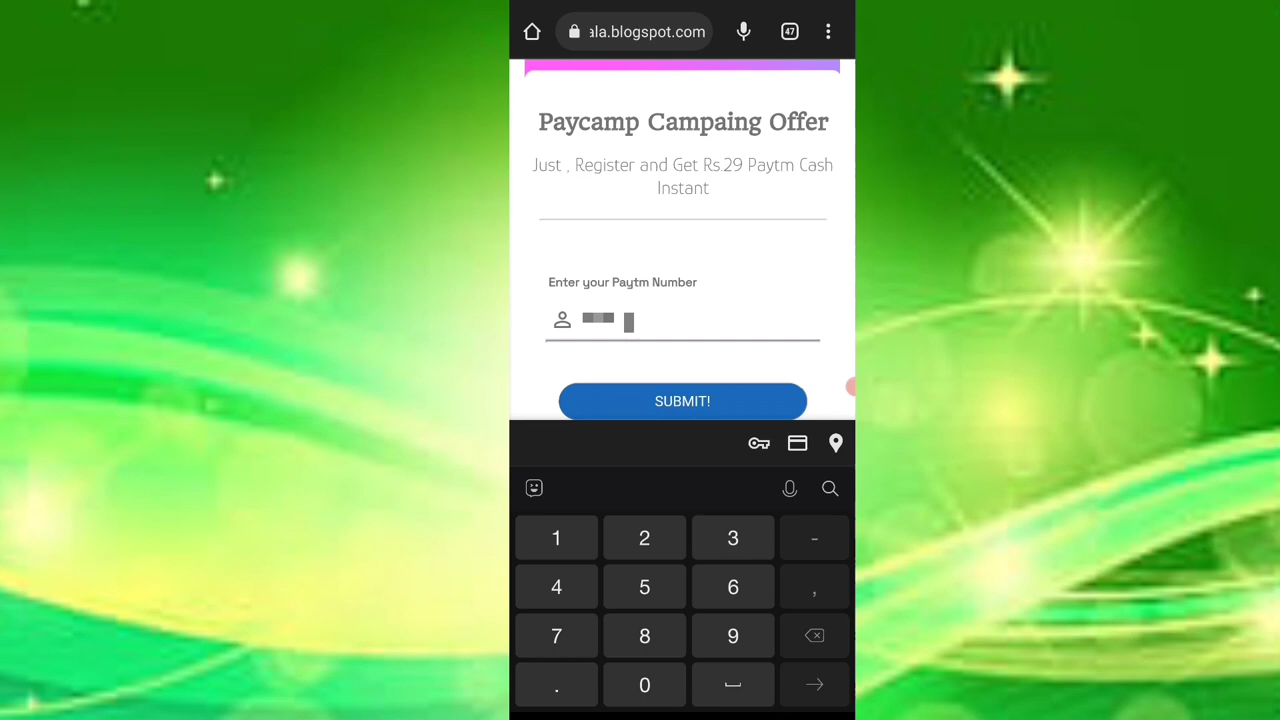 ala.blogspot.com
47
Paycamp Campaing Offer
Just , Register and Get Rs.29 Paytm Cash
Instant
Enter your Paytm Number
SUBMIT!
1 2 3 -
4 5 6 ,
7 8 9
. 0